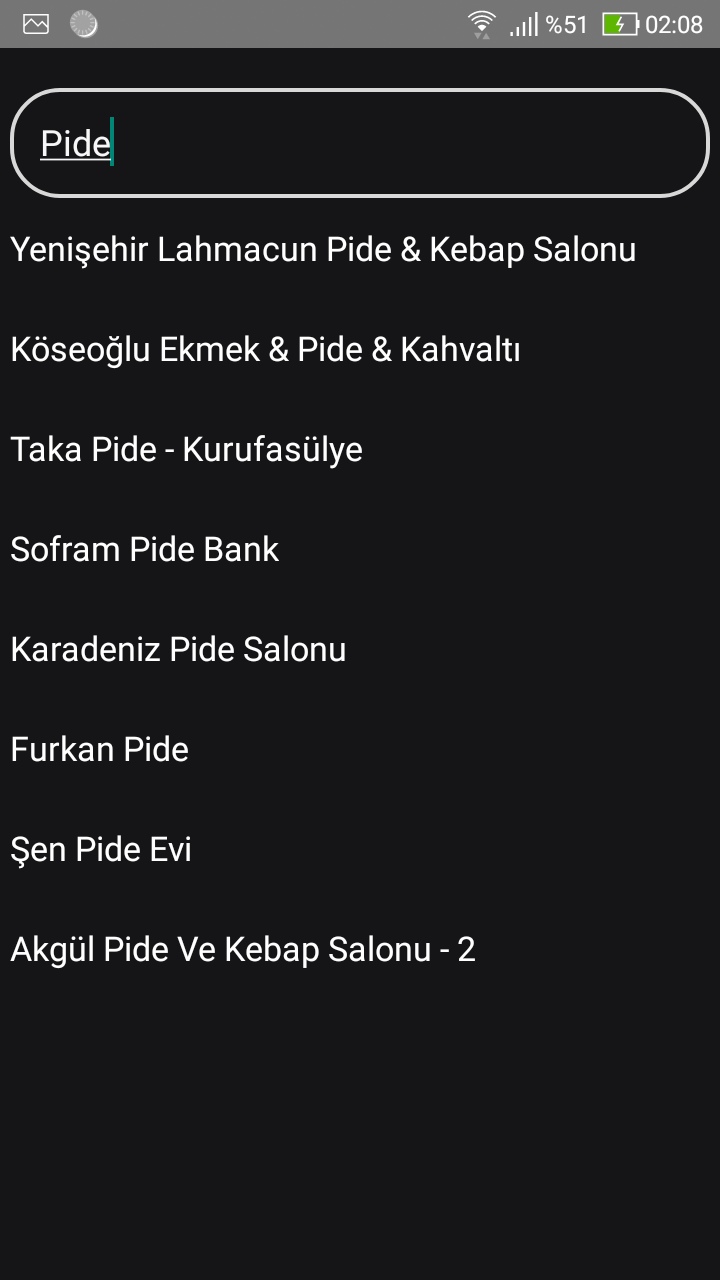 %51 02:08
Pide
Yenişehir Lahmacun Pide & Kebap Salonu
Köseoğlu Ekmek & Pide & Kahvaltı
Taka Pide - Kurufasülye
Sofram Pide Bank
Karadeniz Pide Salonu
Furkan Pide
Şen Pide Evi
Akgül Pide Ve Kebap Salonu - 2